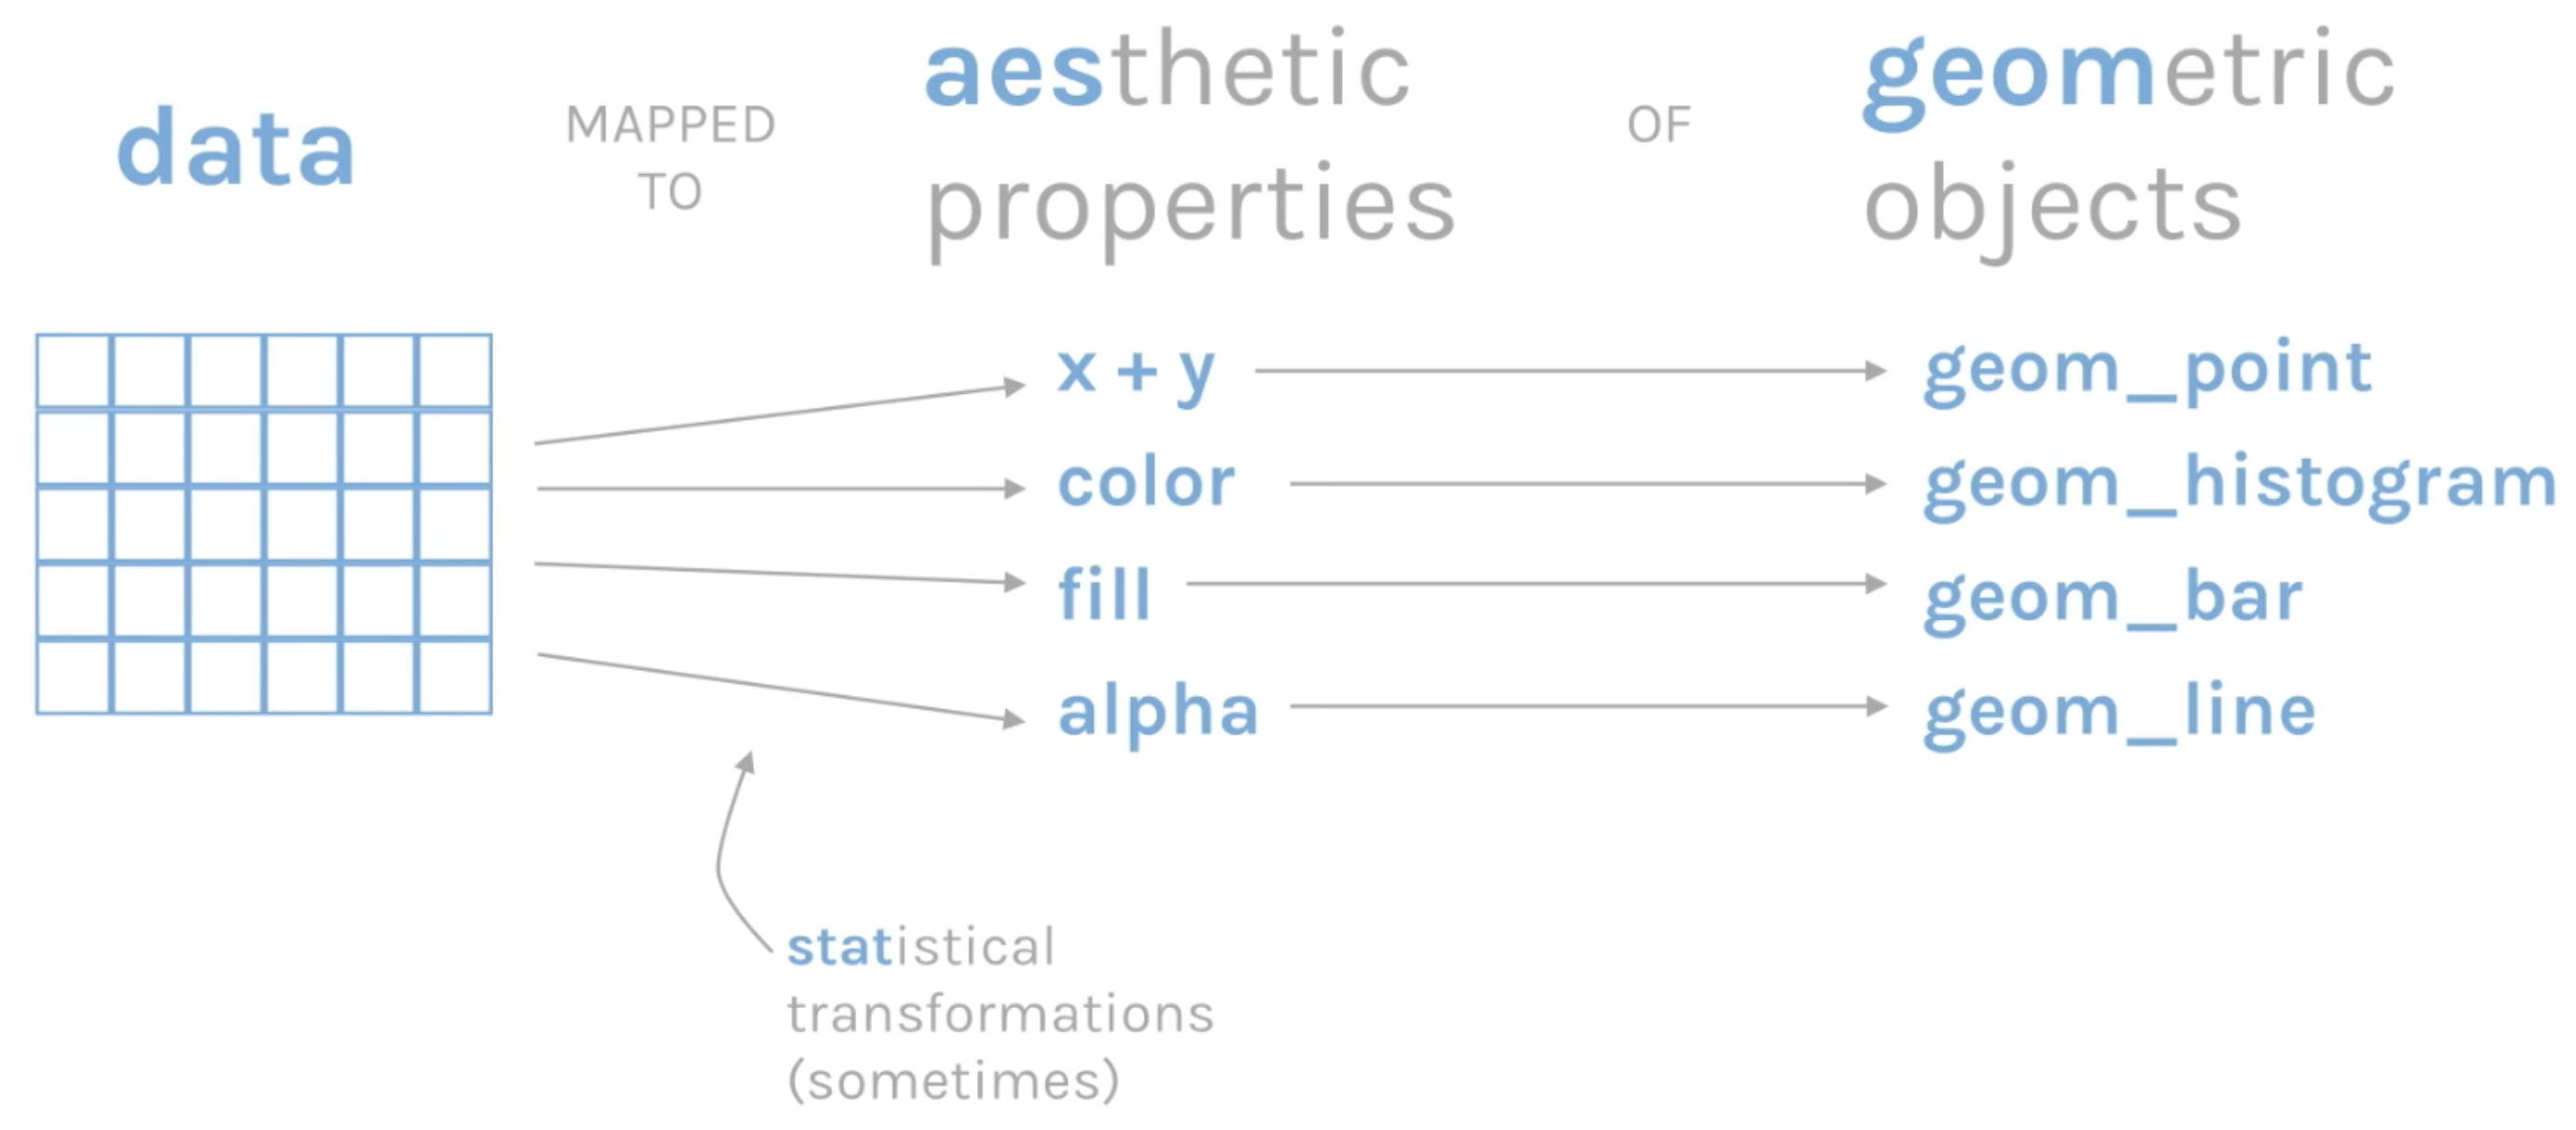 data
MAPPED
TO
aesthetic
properties
OF
geometric
objects
x + y
geom_point
color
geom_histogram
fill
geom_bar
alpha
geom_line
statistical
transformations
(sometimes)